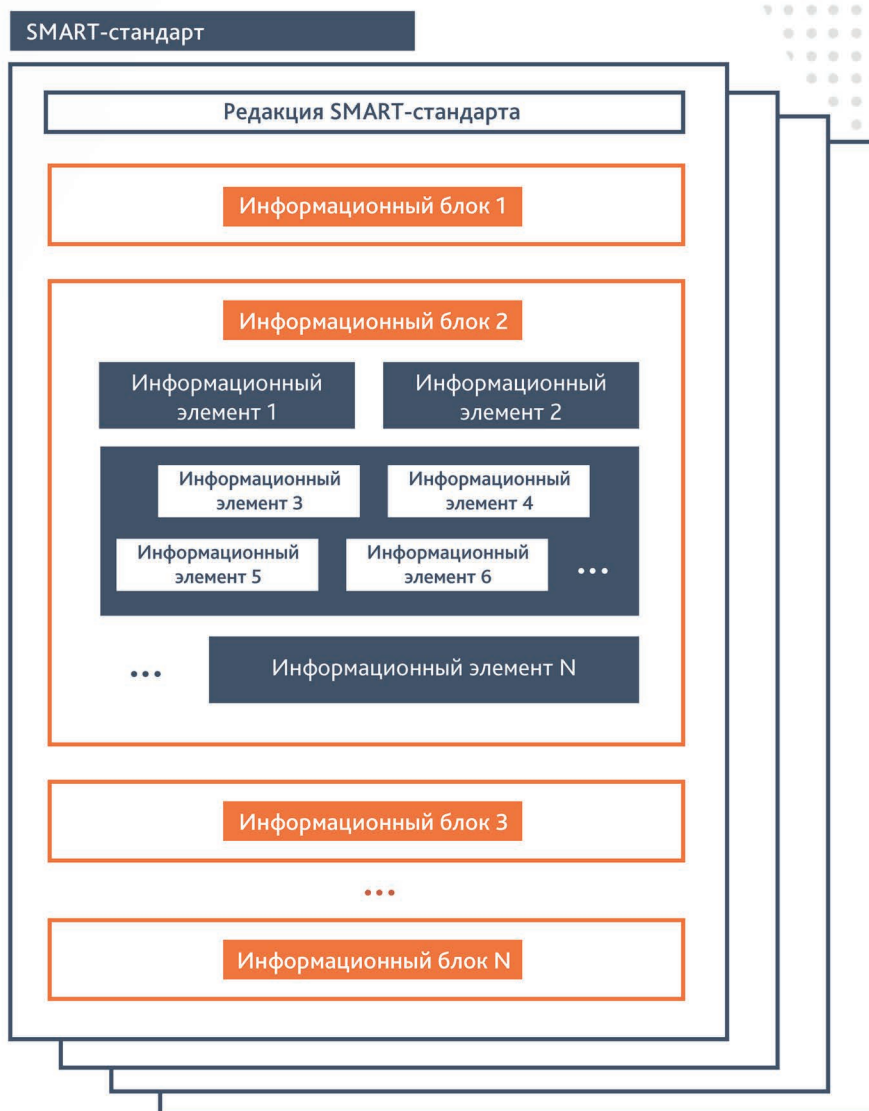 SMART-стандарт
Редакция SMART-стандарта
Информационный блок 1
Информационный блок 2
Информационный
элемент 1
Информационный
элемент 2
Информационный
элемент 3
Информационный
элемент 4
Информационный
элемент 5
Информационный
элемент 6
...
...
Информационный элемент N
Информационный блок 3
...
Информационный блок N